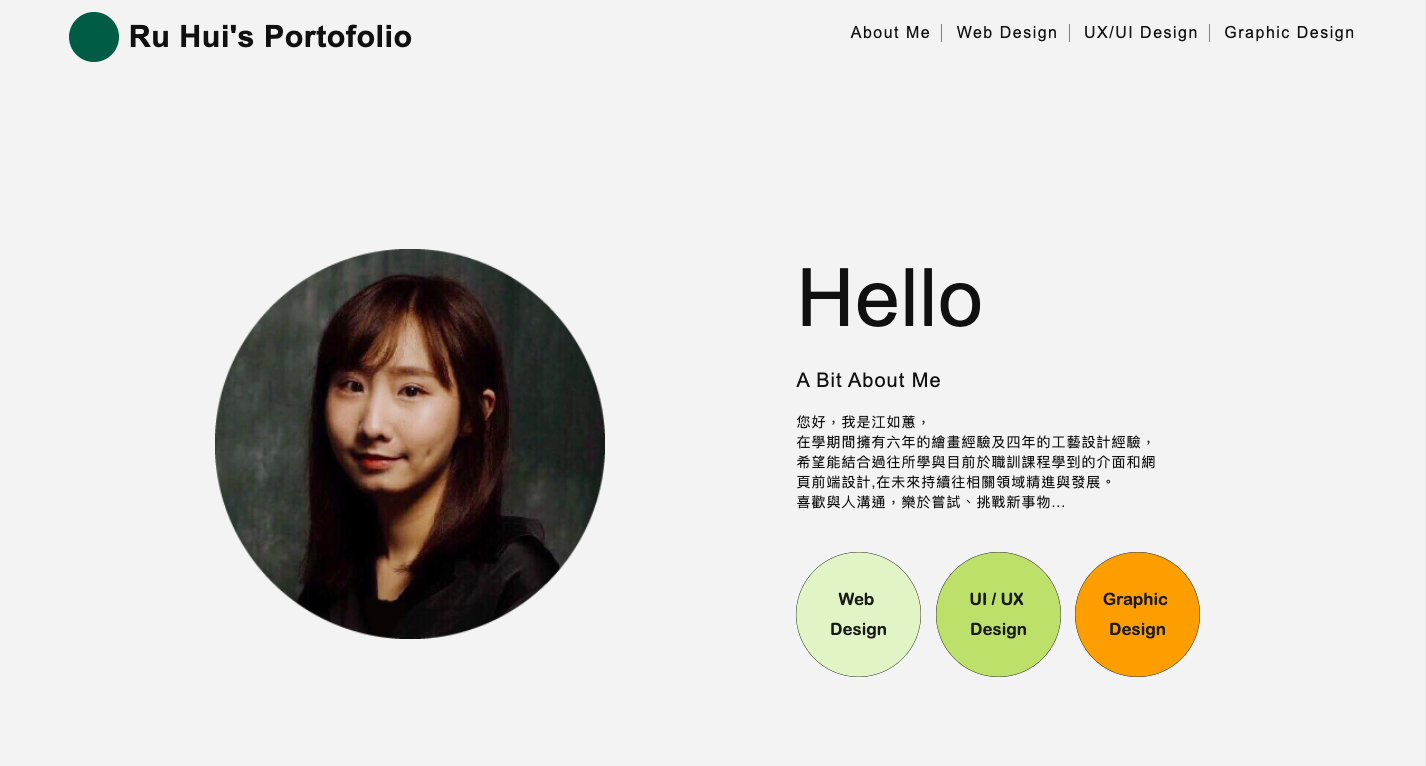 Ru Hui's Portofolio
About Me
Web Design
UX/UI Design
Graphic Design
Hello
A Bit About Me
您好，我是江如蕙，
在學期間擁有六年的繪畫經驗及四年的工藝設計經驗，
希望能結合過往所學與目前於職訓課程學到的介面和網
頁前端設計,在未來持續往相關領域精進與發展。
喜歡與人溝通，樂於嘗試、挑戰新事物...
Web
Design
UI / UX
Design
Graphic
Design